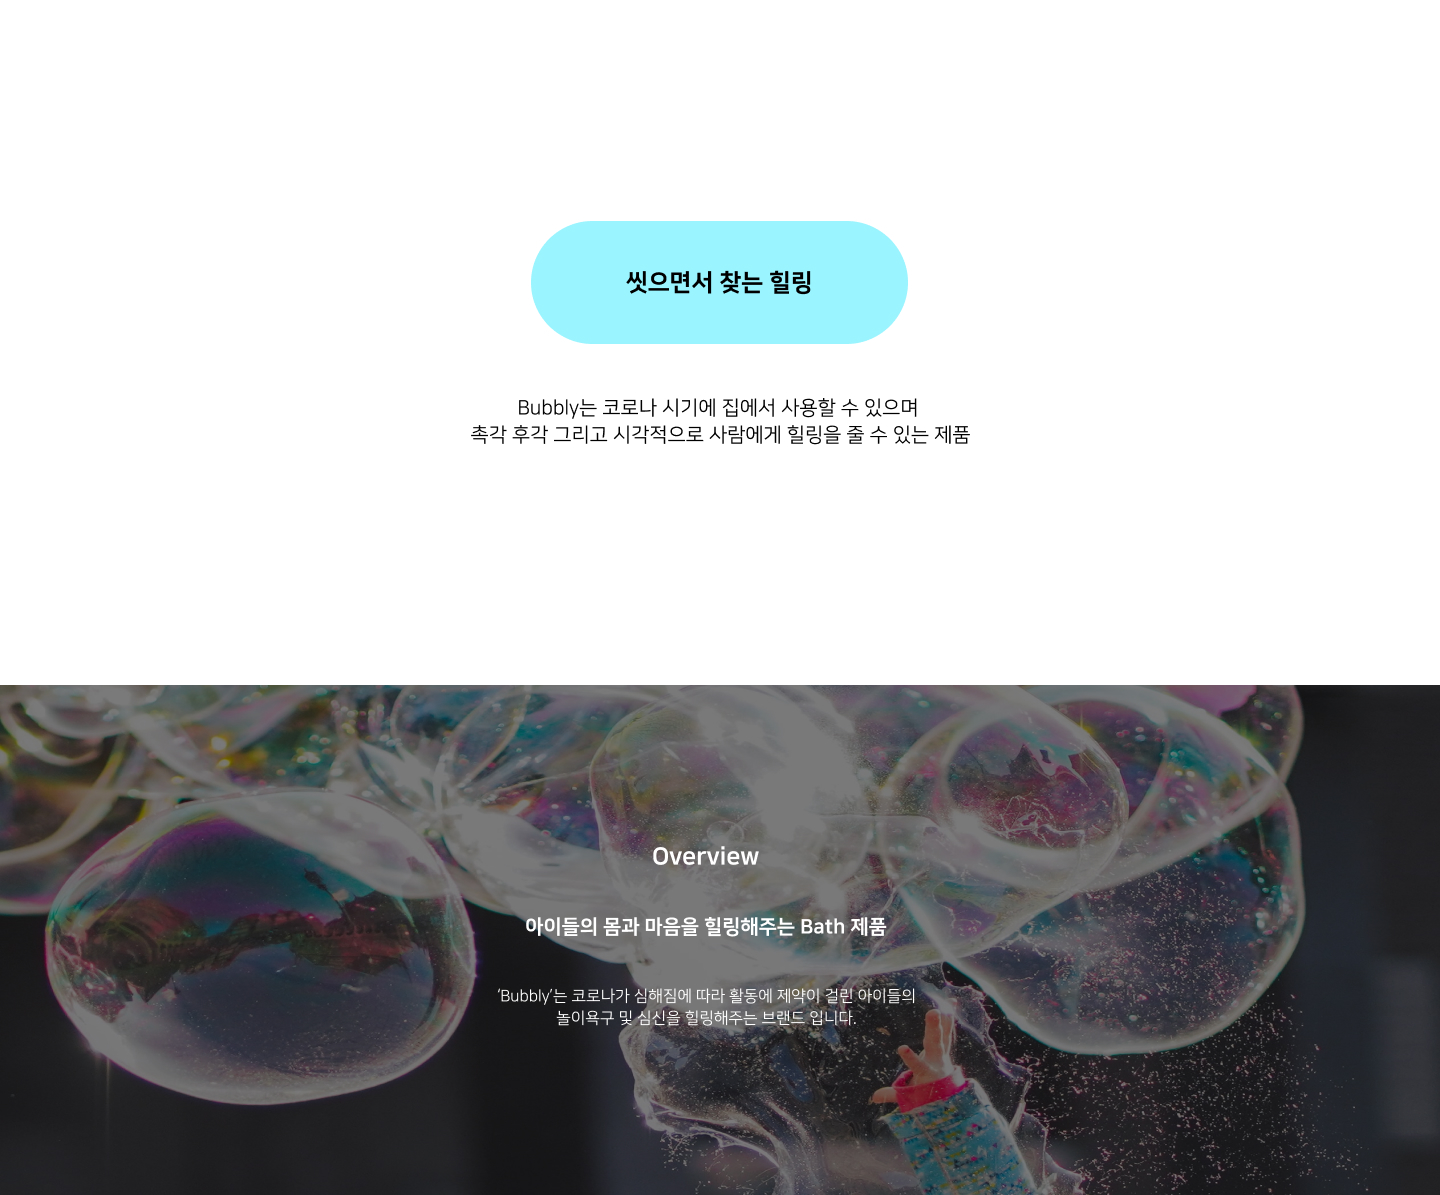 씻으면서 찾는 힐링
Bubbly는 코로나 시기에 집에서 사용할 수 있으며
촉각 후각 그리고 시각적으로 사람에게 힐링을 줄 수 있는 제품
Overview
아이들의 몸과 마음을 힐링해주는 Bath 제품
‘Bubbly’는 코로나가 심해짐에 따라 활동에 제약이 걸린 아이들의
놀이욕구 및 심신을 힐링해주는 브랜드 입니다.